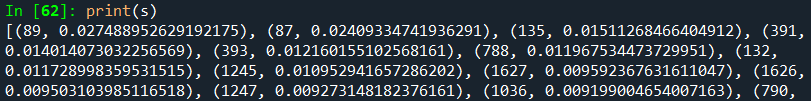 In [62]: print(s)
[(89, 0.027488952629192175), (87, 0.02409334741936291), (135, 0.01511268466404912), (391,
0.014014073032256569), (393, 0.012160155102568161), (788, 0.011967534473729951), (132,
0.011728998359531515), (1245, 0.010952941657286202), (1627, 0.009592367631611047), (1626,
0.009503103985116518), (1247, 0.009273148182376161), (1036, 0.009199004654007163), (790,